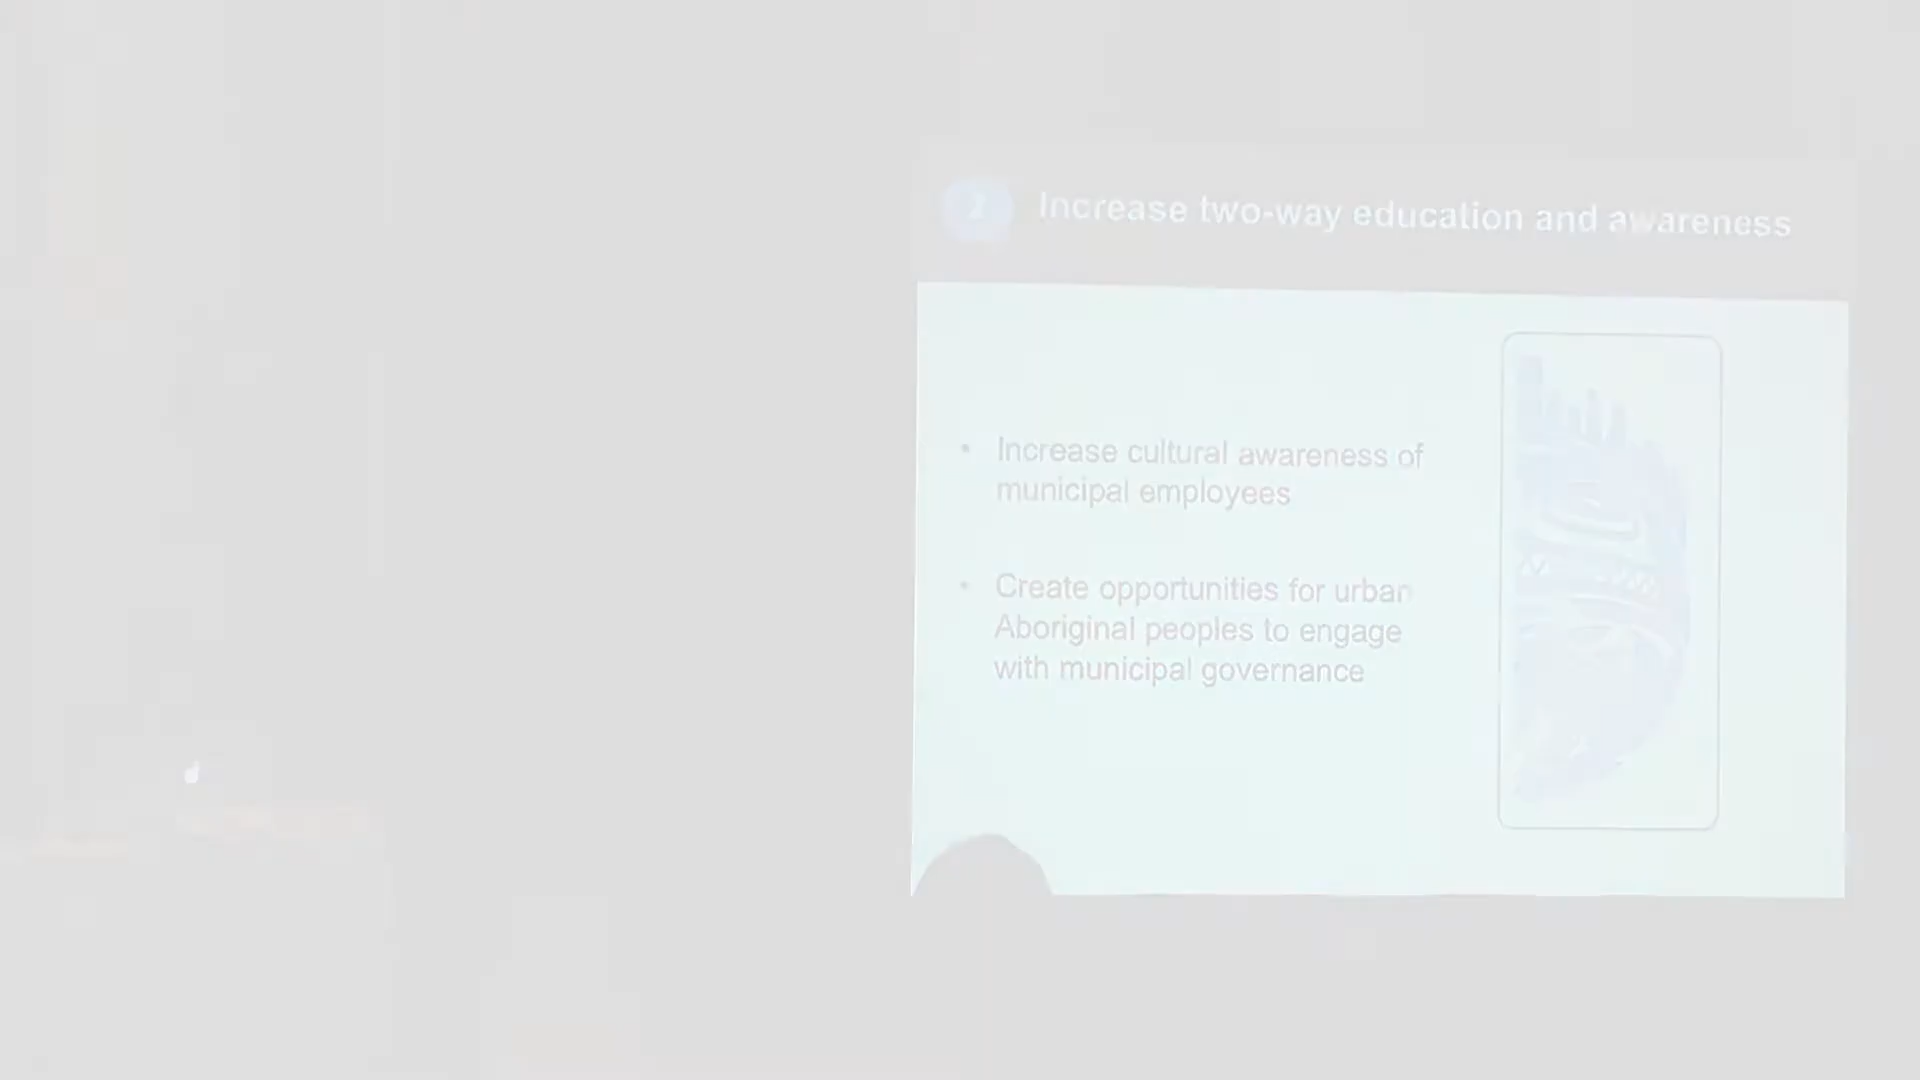 2 Increase two-way education and awareness
• Increase cultural awareness of
municipal employees
• Create opportunities for urban
Aboriginal peoples to engage
with municipal governance